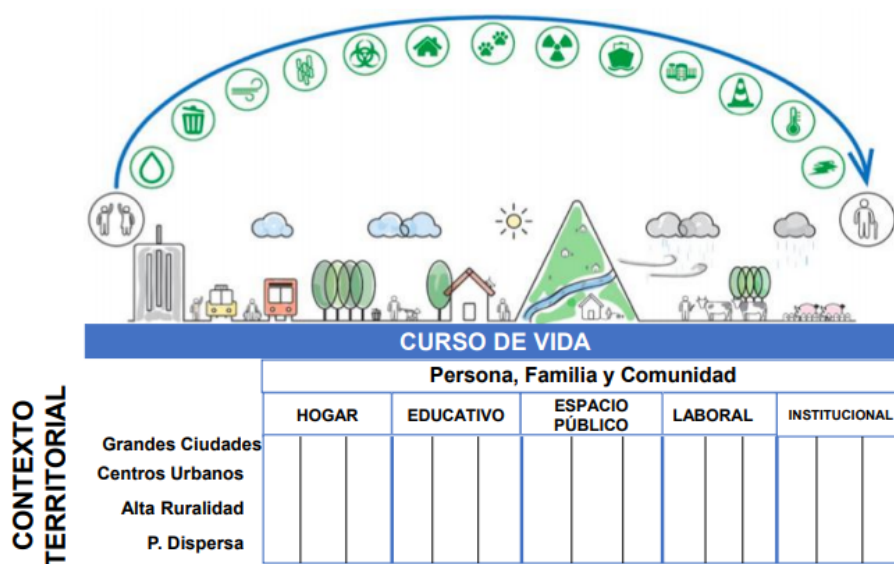 CURSO DE VIDA
Persona, Familia y Comunidad
HOGAR
EDUCATIVO
ESPACIO
PÚBLICO
LABORAL
INSTITUCIONAL
CONTEXTO
TERRITORIAL
Grandes Ciudades
Centros Urbanos
Alta Ruralidad
P. Dispersa